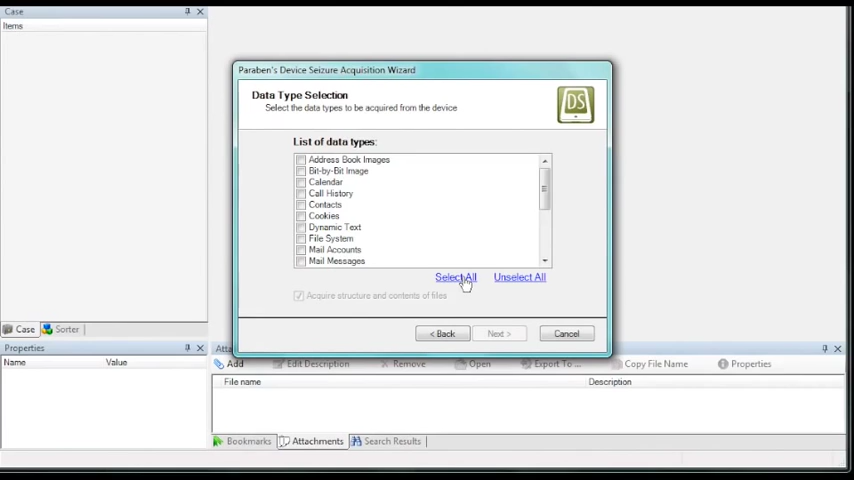 Case
Items
Paraben's Device Seizure Acquisition Wizard
Data Type Selection
Select the data types to be acquired from the device
DS
List of data types:
Address Book Images
Bit-by-Bit Image
Calendar
Call History
Contacts
Cookies
Dynamic Text
File System
Mail Accounts
Mail Messages
Select All Unselect All
Acquire structure and contents of files
< Back Next > Cancel
Case Sorter
Properties
Name Value
Add Edit Description Remove Open Export To ... Copy File Name Properties
File name Description
Bookmarks Attachments Search Results